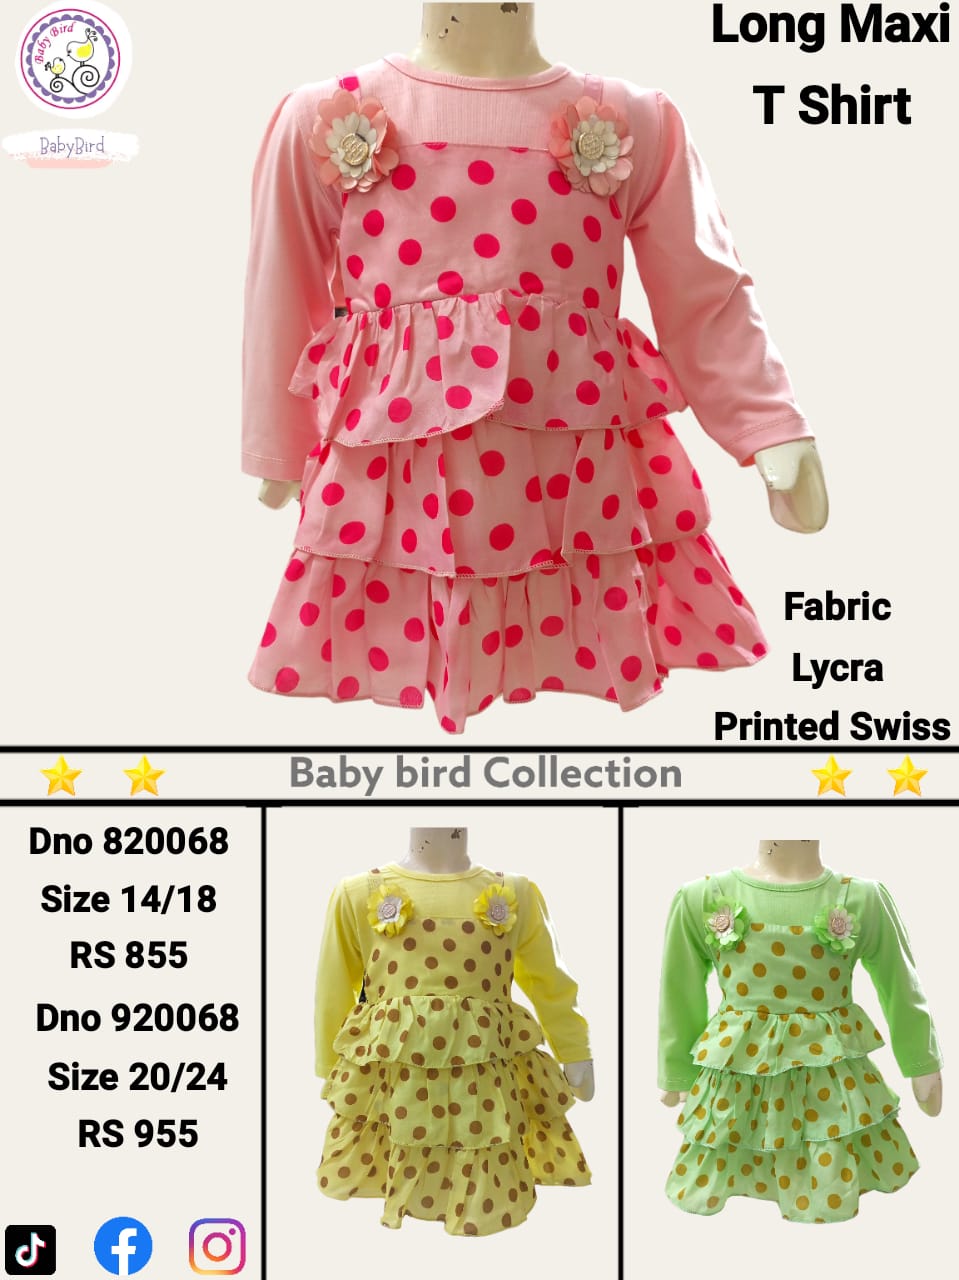 Baby Bird
BabyBird
Long Maxi
T Shirt
Fabric
Lycra
Printed Swiss
Baby bird Collection
Dno 820068
Size 14/18
RS 855
Dno 920068
Size 20/24
RS 955